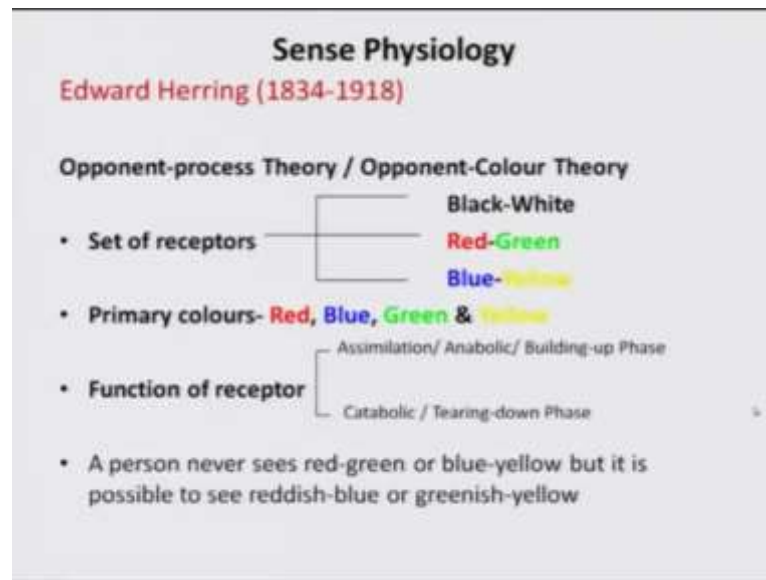 Sense Physiology
Edward Herring (1834-1918)
Opponent-process Theory / Opponent-Colour Theory
Black-White
• Set of receptors
Red-Green
Blue-Yellow
• Primary colours- Red, Blue, Green & Yellow
Assimilation/ Anabolic/ Building-up Phase
• Function of receptor
Catabolic / Tearing-down Phase
• A person never sees red-green or blue-yellow but it is
possible to see reddish-blue or greenish-yellow